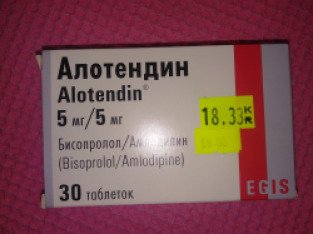 Алотендин
Alotendin®
5 мг/5 мг
18.33
Бисопролол/Амлодипин
(Bisoprolol/Amlodipine)
30 таблеток
EGIS